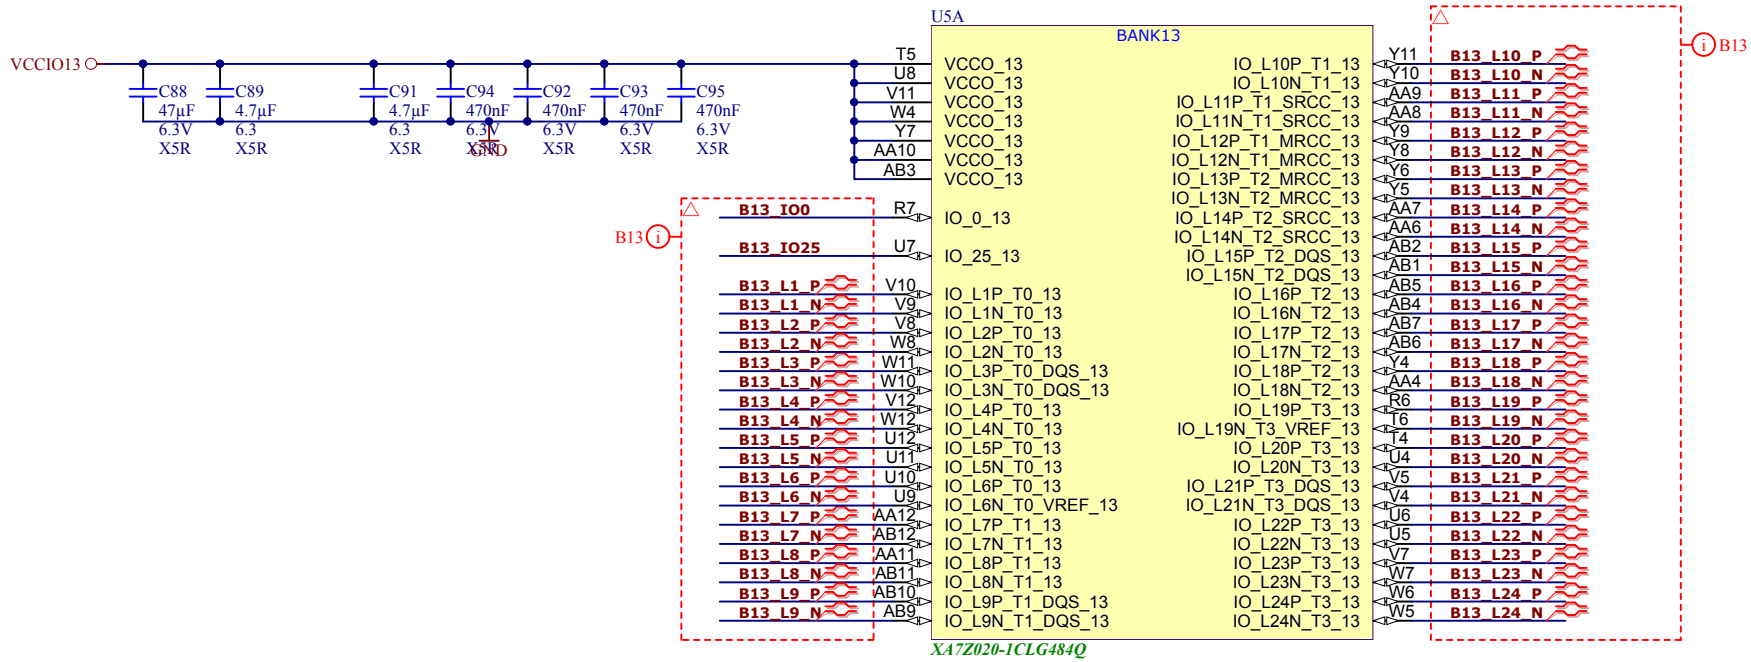 U5A
BANK13
VCCIO13
C88
47µF
6.3V
X5R
C89
4.7µF
6.3
X5R
C91
4.7µF
6.3
X5R
C94
470nF
6.3V
X5R
GND
C92
470nF
6.3V
X5R
C93
470nF
6.3V
X5R
C95
470nF
6.3V
X5R
T5 VCCO_13
U8 VCCO_13
V11 VCCO_13
W4 VCCO_13
Y7 VCCO_13
AA10 VCCO_13
AB3 VCCO_13
B13 i
B13_IO0 R7 IO_0_13
B13_IO25 U7 IO_25_13
B13_L1_P V10 IO_L1P_T0_13
B13_L1_N V9 IO_L1N_T0_13
B13_L2_P V8 IO_L2P_T0_13
B13_L2_N W8 IO_L2N_T0_13
B13_L3_P W11 IO_L3P_T0_DQS_13
B13_L3_N W10 IO_L3N_T0_DQS_13
B13_L4_P V12 IO_L4P_T0_13
B13_L4_N W12 IO_L4N_T0_13
B13_L5_P U12 IO_L5P_T0_13
B13_L5_N U11 IO_L5N_T0_13
B13_L6_P U10 IO_L6P_T0_13
B13_L6_N U9 IO_L6N_T0_VREF_13
B13_L7_P AA12 IO_L7P_T1_13
B13_L7_N AB12 IO_L7N_T1_13
B13_L8_P AA11 IO_L8P_T1_13
B13_L8_N AB11 IO_L8N_T1_13
B13_L9_P AB10 IO_L9P_T1_DQS_13
B13_L9_N AB9 IO_L9N_T1_DQS_13
IO_L10P_T1_13 Y11 B13_L10_P
IO_L10N_T1_13 Y10 B13_L10_N
IO_L11P_T1_SRCC_13 AA9 B13_L11_P
IO_L11N_T1_SRCC_13 AA8 B13_L11_N
IO_L12P_T1_MRCC_13 Y9 B13_L12_P
IO_L12N_T1_MRCC_13 Y8 B13_L12_N
IO_L13P_T2_MRCC_13 Y6 B13_L13_P
IO_L13N_T2_MRCC_13 Y5 B13_L13_N
IO_L14P_T2_SRCC_13 AA7 B13_L14_P
IO_L14N_T2_SRCC_13 AA6 B13_L14_N
IO_L15P_T2_DQS_13 AB2 B13_L15_P
IO_L15N_T2_DQS_13 AB1 B13_L15_N
IO_L16P_T2_13 AB5 B13_L16_P
IO_L16N_T2_13 AB4 B13_L16_N
IO_L17P_T2_13 AB7 B13_L17_P
IO_L17N_T2_13 AB6 B13_L17_N
IO_L18P_T2_13 Y4 B13_L18_P
IO_L18N_T2_13 AA4 B13_L18_N
IO_L19P_T3_13 R6 B13_L19_P
IO_L19N_T3_VREF_13 T6 B13_L19_N
IO_L20P_T3_13 T4 B13_L20_P
IO_L20N_T3_13 U4 B13_L20_N
IO_L21P_T3_DQS_13 V5 B13_L21_P
IO_L21N_T3_DQS_13 V4 B13_L21_N
IO_L22P_T3_13 U6 B13_L22_P
IO_L22N_T3_13 U5 B13_L22_N
IO_L23P_T3_13 V7 B13_L23_P
IO_L23N_T3_13 W7 B13_L23_N
IO_L24P_T3_13 W6 B13_L24_P
IO_L24N_T3_13 W5 B13_L24_N
i B13
XA7Z020-1CLG484Q